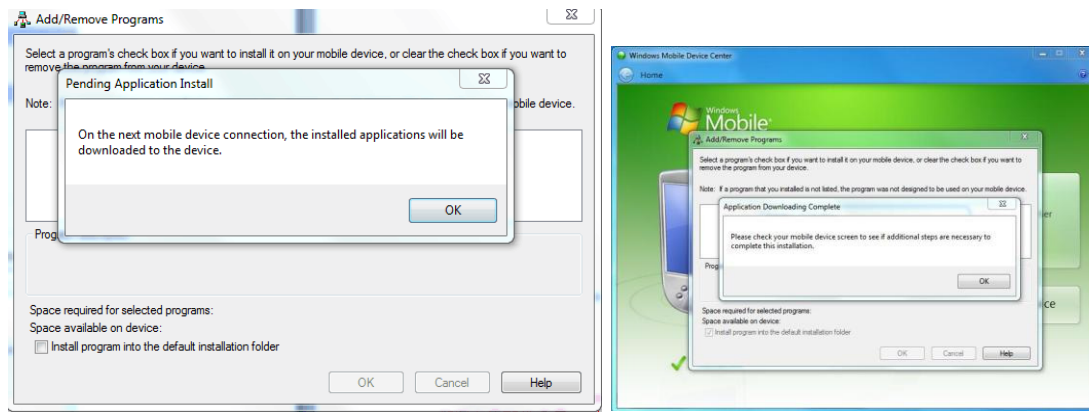 Add/Remove Programs
Select a program's check box if you want to install it on your mobile device, or clear the check box if you want to
remove the program from your device.
Pending Application Install
Note:
mobile device.
On the next mobile device connection, the installed applications will be
downloaded to the device.
OK
Prog
Space required for selected programs:
Space available on device:
Install program into the default installation folder
OK
Cancel
Help
Windows Mobile Device Center
Home
Windows
Mobile
Add/Remove Programs
Select a program's check box if you want to install it on your mobile device, or clear the check box if you want to
remove the program from your device.
Note: If a program that you installed is not listed, the program was not designed to be used on your mobile device.
Application Downloading Complete
Please check your mobile device screen to see if additional steps are necessary to
complete this installation.
OK
Prog
Space required for selected programs:
Space available on device:
Install program into the default installation folder
OK
Cancel
Help
er
ce